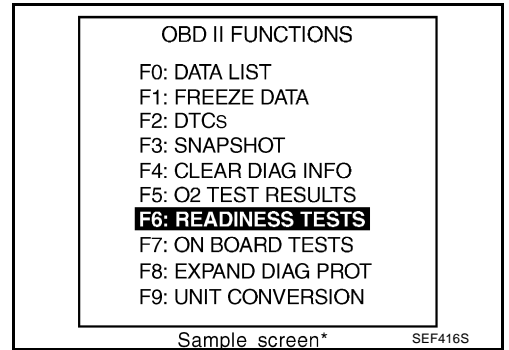 OBD II FUNCTIONS
F0: DATA LIST
F1: FREEZE DATA
F2: DTCs
F3: SNAPSHOT
F4: CLEAR DIAG INFO
F5: O2 TEST RESULTS
F6: READINESS TESTS
F7: ON BOARD TESTS
F8: EXPAND DIAG PROT
F9: UNIT CONVERSION
Sample screen*
SEF416S